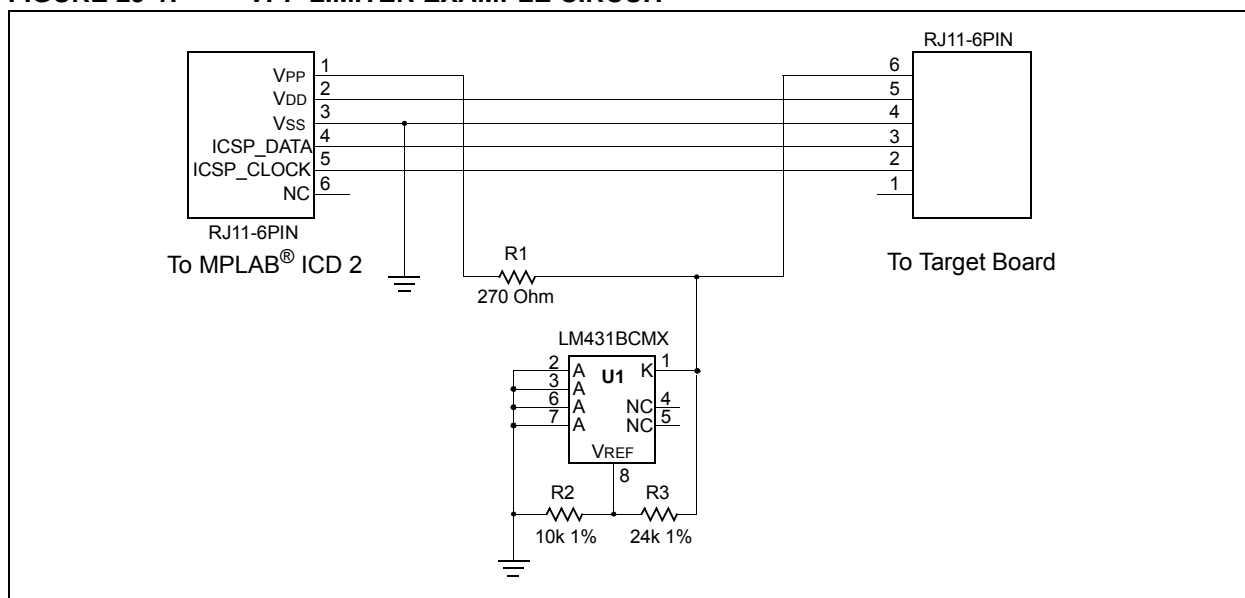 FIGURE VPP LIMITER EXAMPLE CIRCUIT
RJ11-6PIN
VPP 1
VDD 2
VSS 3
ICSP_DATA 4
ICSP_CLOCK 5
NC 6
6
5
4
3
2
1
RJ11-6PIN
To MPLAB® ICD 2
To Target Board
R1
270 Ohm
LM431BCMX
U1
2 A
3 A
6 A
7 A
K 1
NC 4
NC 5
VREF
8
R2
10k 1%
R3
24k 1%